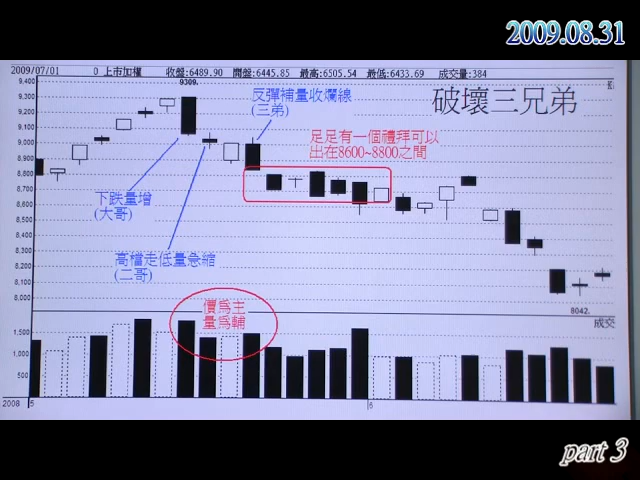 2009.08.31
2009/07/01 0 上市加權 收盤:6489.90 開盤:6445.85 最高:6505.54 最低:6433.69 成交量:384
9309.
9,400
9,300
9,200
9,100
9,000
8,900
8,800
8,700
8,600
8,500
8,400
8,300
8,200
8,100
8,000
破壞三兄弟
反彈補量收爛線
(三弟)
足足有一個禮拜可以
出在8600~8800之間
下跌量增
(大哥)
高檔走低量急縮
(二哥)
8042.
價為主
量為輔
成交
1,500
1,000
500
2008 5 6
part 3